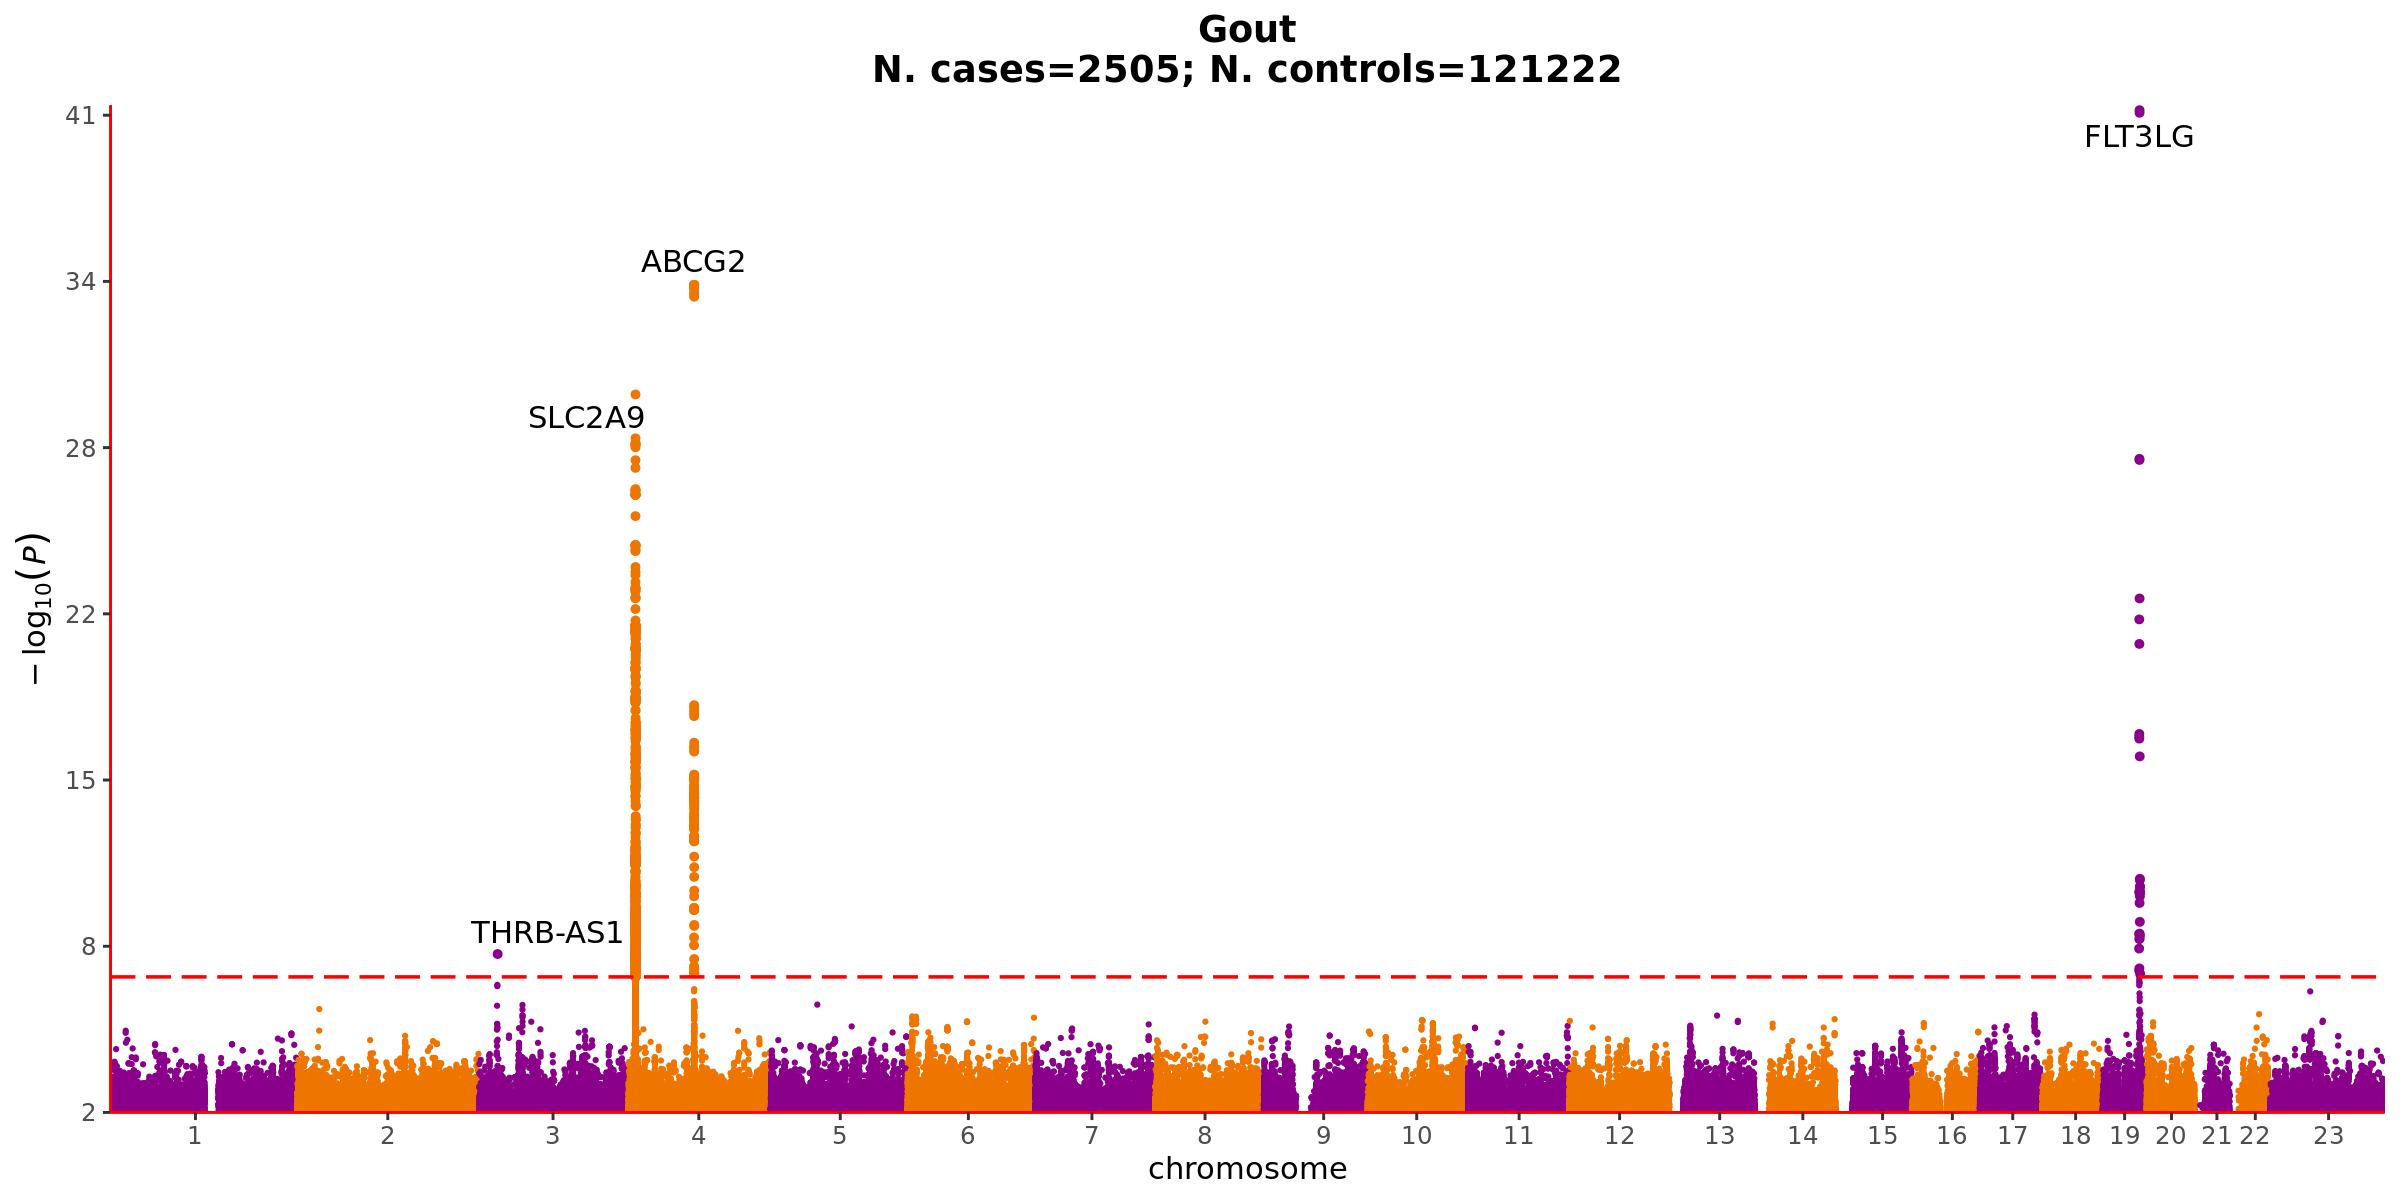 Gout
N. cases=2505; N. controls=121222
41
FLT3LG
ABCG2
34
SLC2A9
28
−log10(P)
22
15
THRB-AS1
8
2
1 2 3 4 5 6 7 8 9 10 11 12 13 14 15 16 17 18 19 20 21 22 23
chromosome